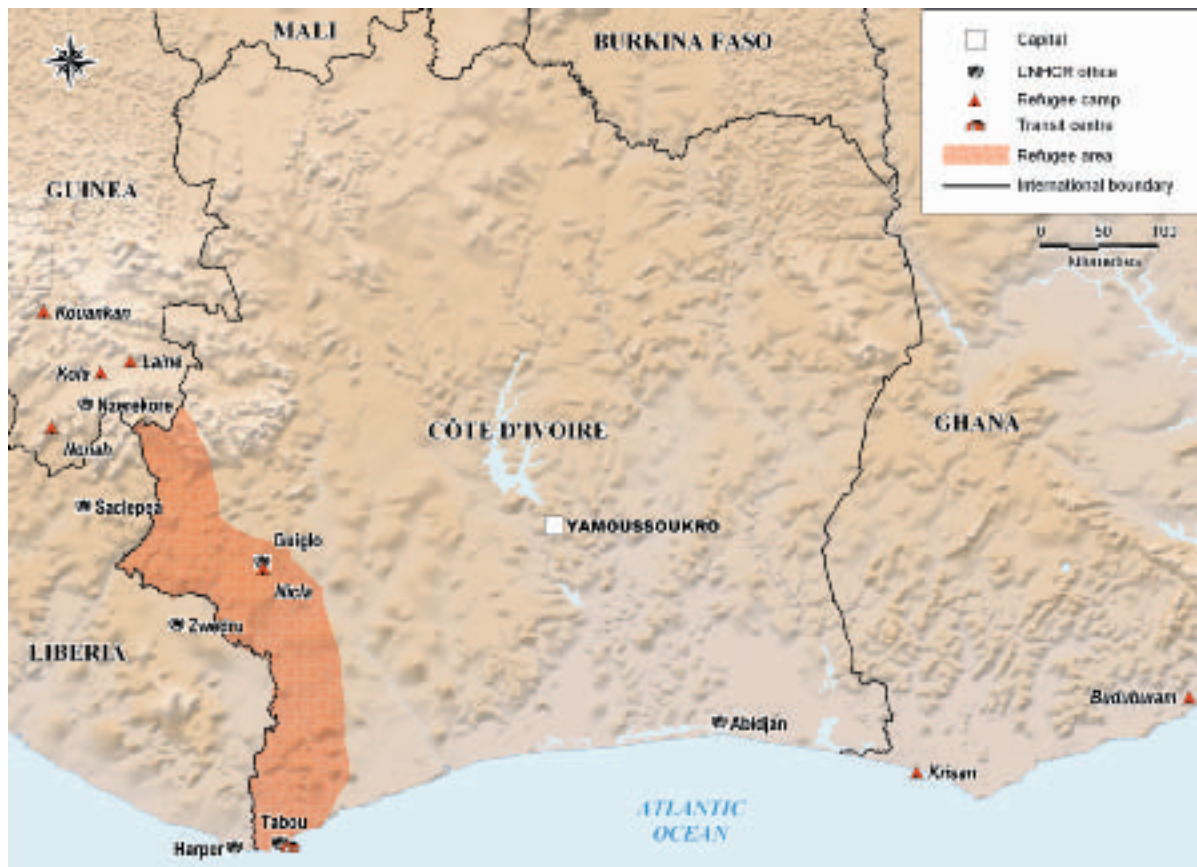 MALI
BURKINA FASO
Capital
UNHCR office
Refugee camp
Transit centre
Refugee area
International boundary
0 50 100
kilometres
GUINEA
Kouankan
Laine
Kola
Nzerekore
Nonah
CÔTE D'IVOIRE
GHANA
Saclepea
YAMOUSSOUKRO
Guiglo
Nicla
Zwedru
LIBERIA
Buduburam
Abidjan
Krisan
ATLANTIC
OCEAN
Tabou
Harper